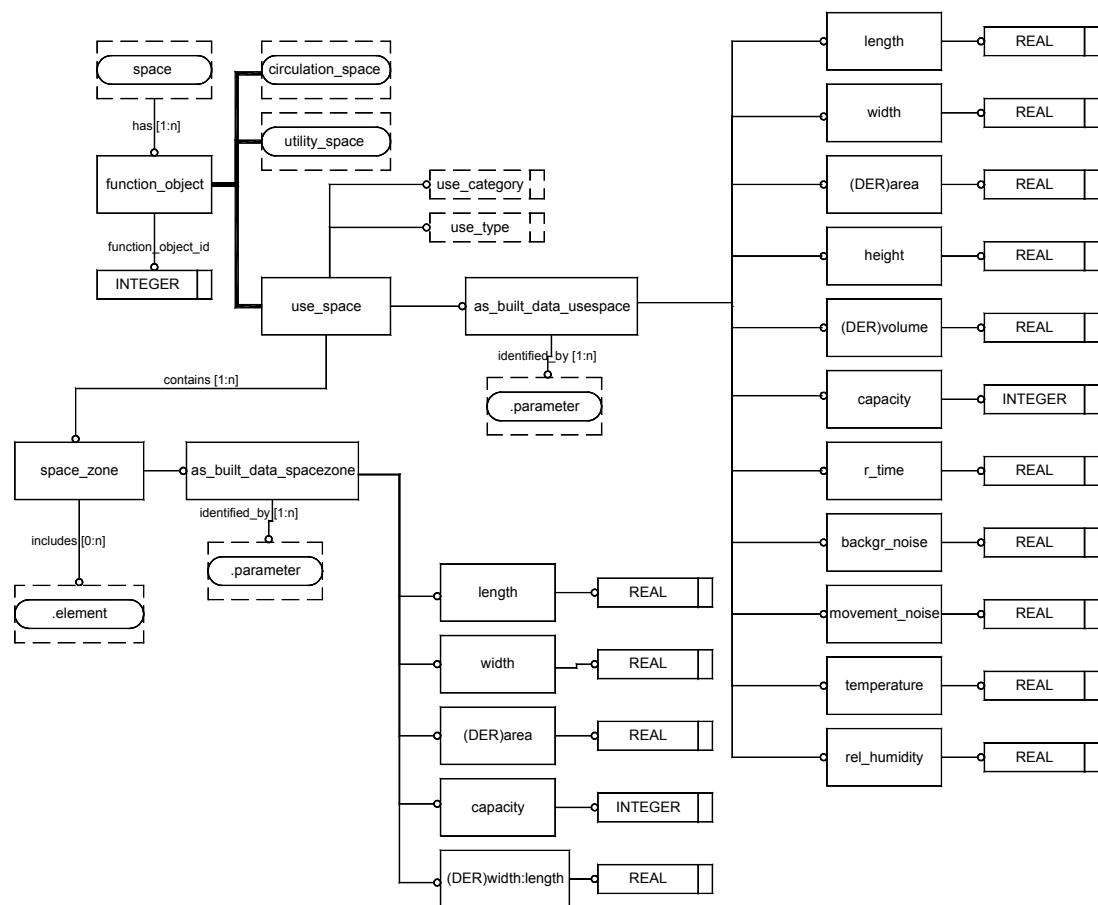 space
circulation_space
length
REAL
has [1:n]
utility_space
width
REAL
function_object
use_category
(DER)area
REAL
use_type
function_object_id
height
REAL
INTEGER
use_space
as_built_data_usespace
(DER)volume
REAL
identified_by [1:n]
contains [1:n]
.parameter
capacity
INTEGER
space_zone
as_built_data_spacezone
r_time
REAL
identified_by [1:n]
includes [0:n]
backgr_noise
REAL
.parameter
length
REAL
.element
movement_noise
REAL
width
REAL
temperature
REAL
(DER)area
REAL
rel_humidity
REAL
capacity
INTEGER
(DER)width:length
REAL